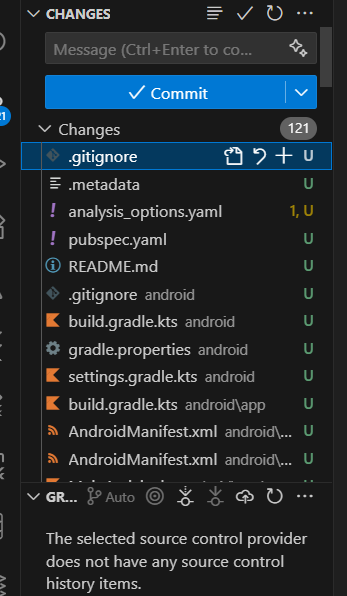 CHANGES
Message (Ctrl+Enter to co...
Commit
Changes 121
.gitignore U
.metadata U
analysis_options.yaml 1, U
pubspec.yaml U
README.md U
.gitignore android U
build.gradle.kts android U
gradle.properties android U
settings.gradle.kts android U
build.gradle.kts android\app U
AndroidManifest.xml android\... U
AndroidManifest.xml android\... U
GR... Auto
The selected source control provider
does not have any source control
history items.